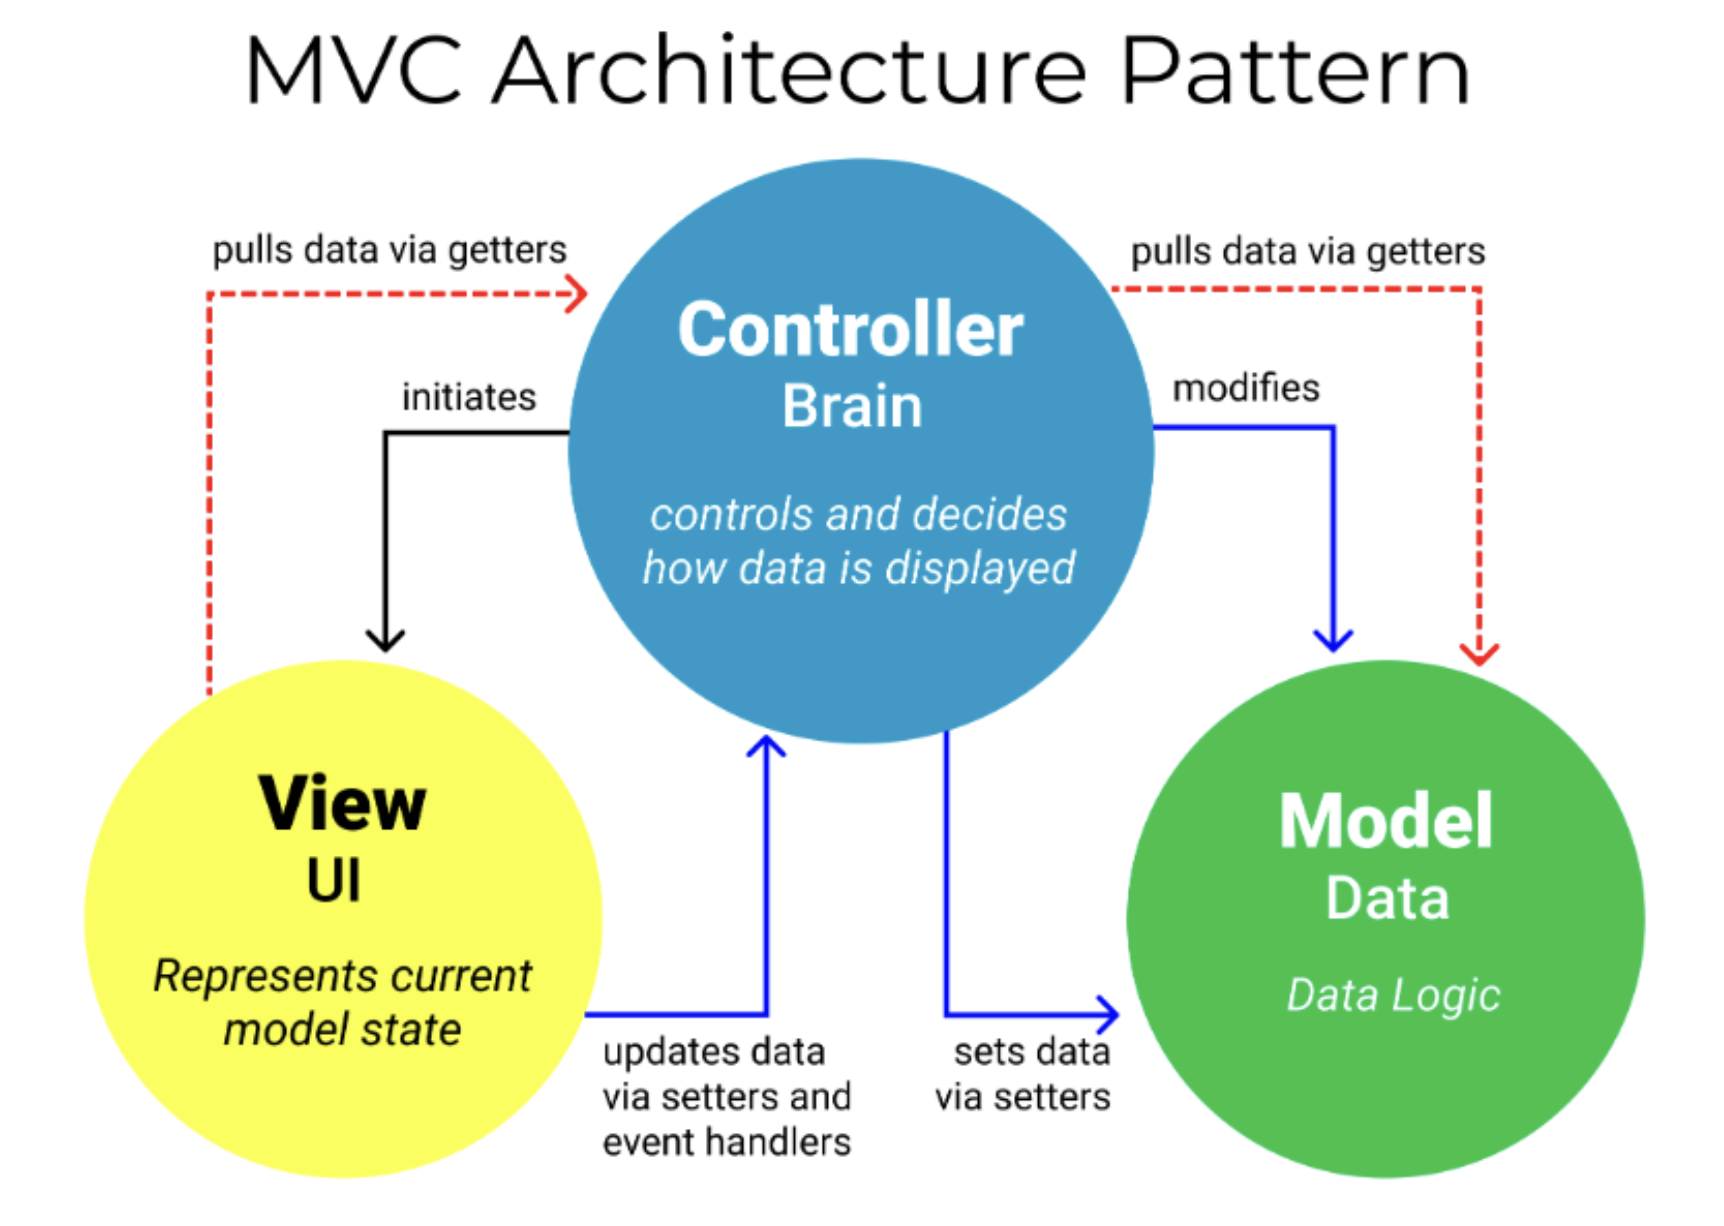 MVC Architecture Pattern
pulls data via getters
pulls data via getters
initiates
modifies
Controller
Brain
controls and decides
how data is displayed
View
UI
Represents current
model state
Model
Data
Data Logic
updates data
via setters and
event handlers
sets data
via setters